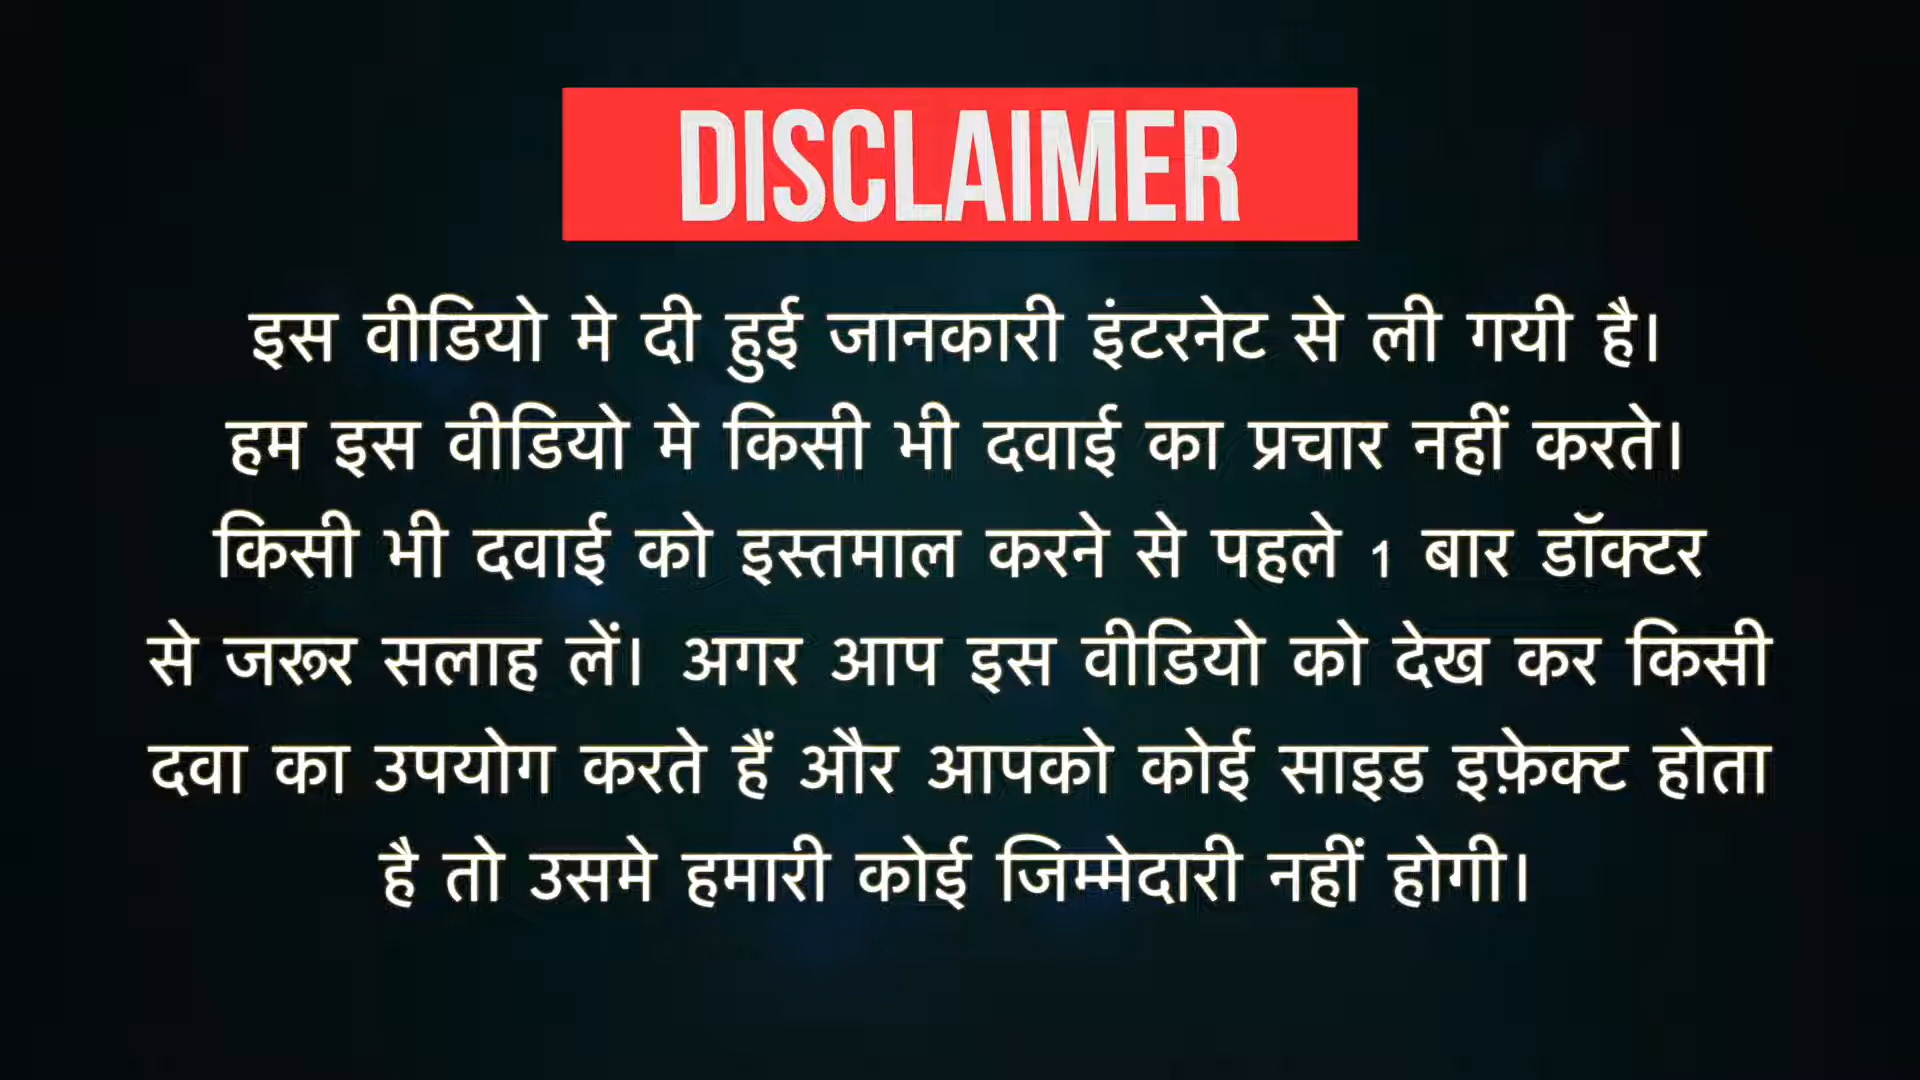 DISCLAIMER
इस वीडियो मे दी हुई जानकारी इंटरनेट से ली गयी है।
हम इस वीडियो मे किसी भी दवाई का प्रचार नहीं करते।
किसी भी दवाई को इस्तमाल करने से पहले 1 बार डॉक्टर
से जरूर सलाह लें। अगर आप इस वीडियो को देख कर किसी
दवा का उपयोग करते हैं और आपको कोई साइड इफ़ेक्ट होता
है तो उसमे हमारी कोई जिम्मेदारी नहीं होगी।